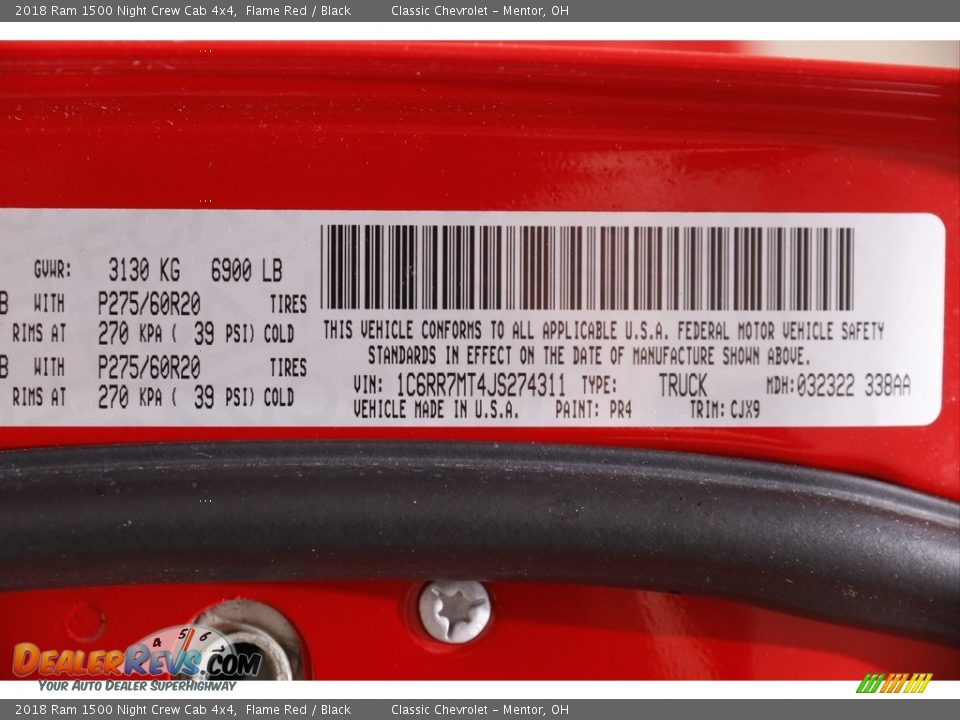 2018 Ram 1500 Night Crew Cab 4x4, Flame Red / Black Classic Chevrolet - Mentor, OH
GVWR: 3130 KG 6900 LB
B WITH P275/60R20 TIRES
RIMS AT 270 KPA ( 39 PSI) COLD
B WITH P275/60R20 TIRES
RIMS AT 270 KPA ( 39 PSI) COLD
THIS VEHICLE CONFORMS TO ALL APPLICABLE U.S.A. FEDERAL MOTOR VEHICLE SAFETY
STANDARDS IN EFFECT ON THE DATE OF MANUFACTURE SHOWN ABOVE.
VIN: 1C6RR7MT4JS274311 TYPE: TRUCK MDH: 032322 338AA
VEHICLE MADE IN U.S.A. PAINT: PR4 TRIM: CJX9
4 5 6 7
DealerRevs.com
Your Auto Dealer SuperHighway
2018 Ram 1500 Night Crew Cab 4x4, Flame Red / Black Classic Chevrolet - Mentor, OH